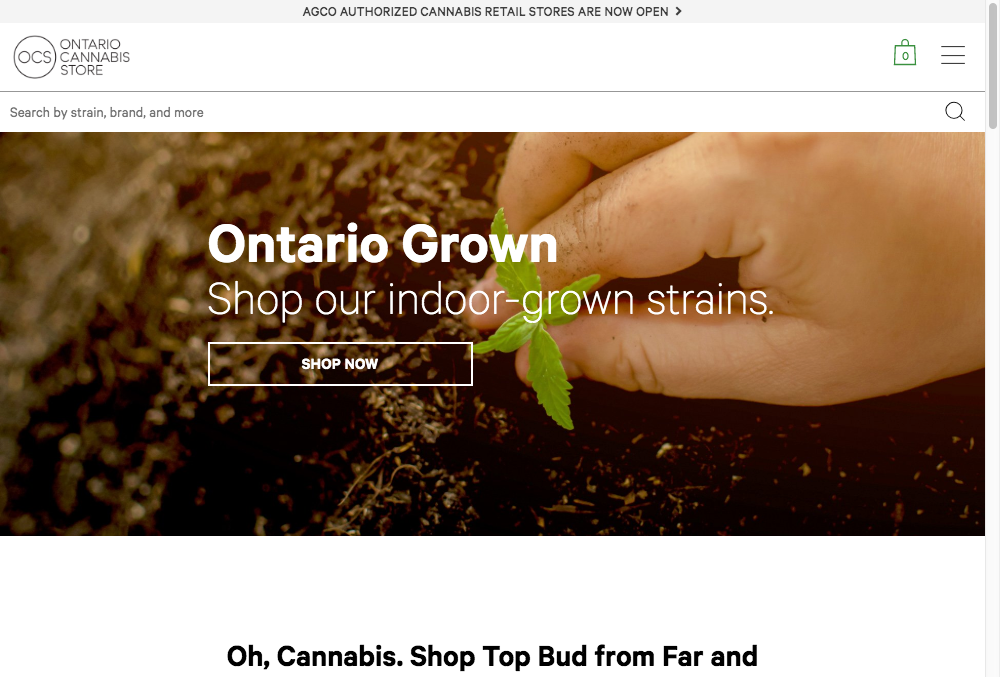 AGCO AUTHORIZED CANNABIS RETAIL STORES ARE NOW OPEN
OCS
ONTARIO
CANNABIS
STORE
0
Search by strain, brand, and more
Ontario Grown
Shop our indoor-grown strains.
SHOP NOW
Oh, Cannabis. Shop Top Bud from Far and